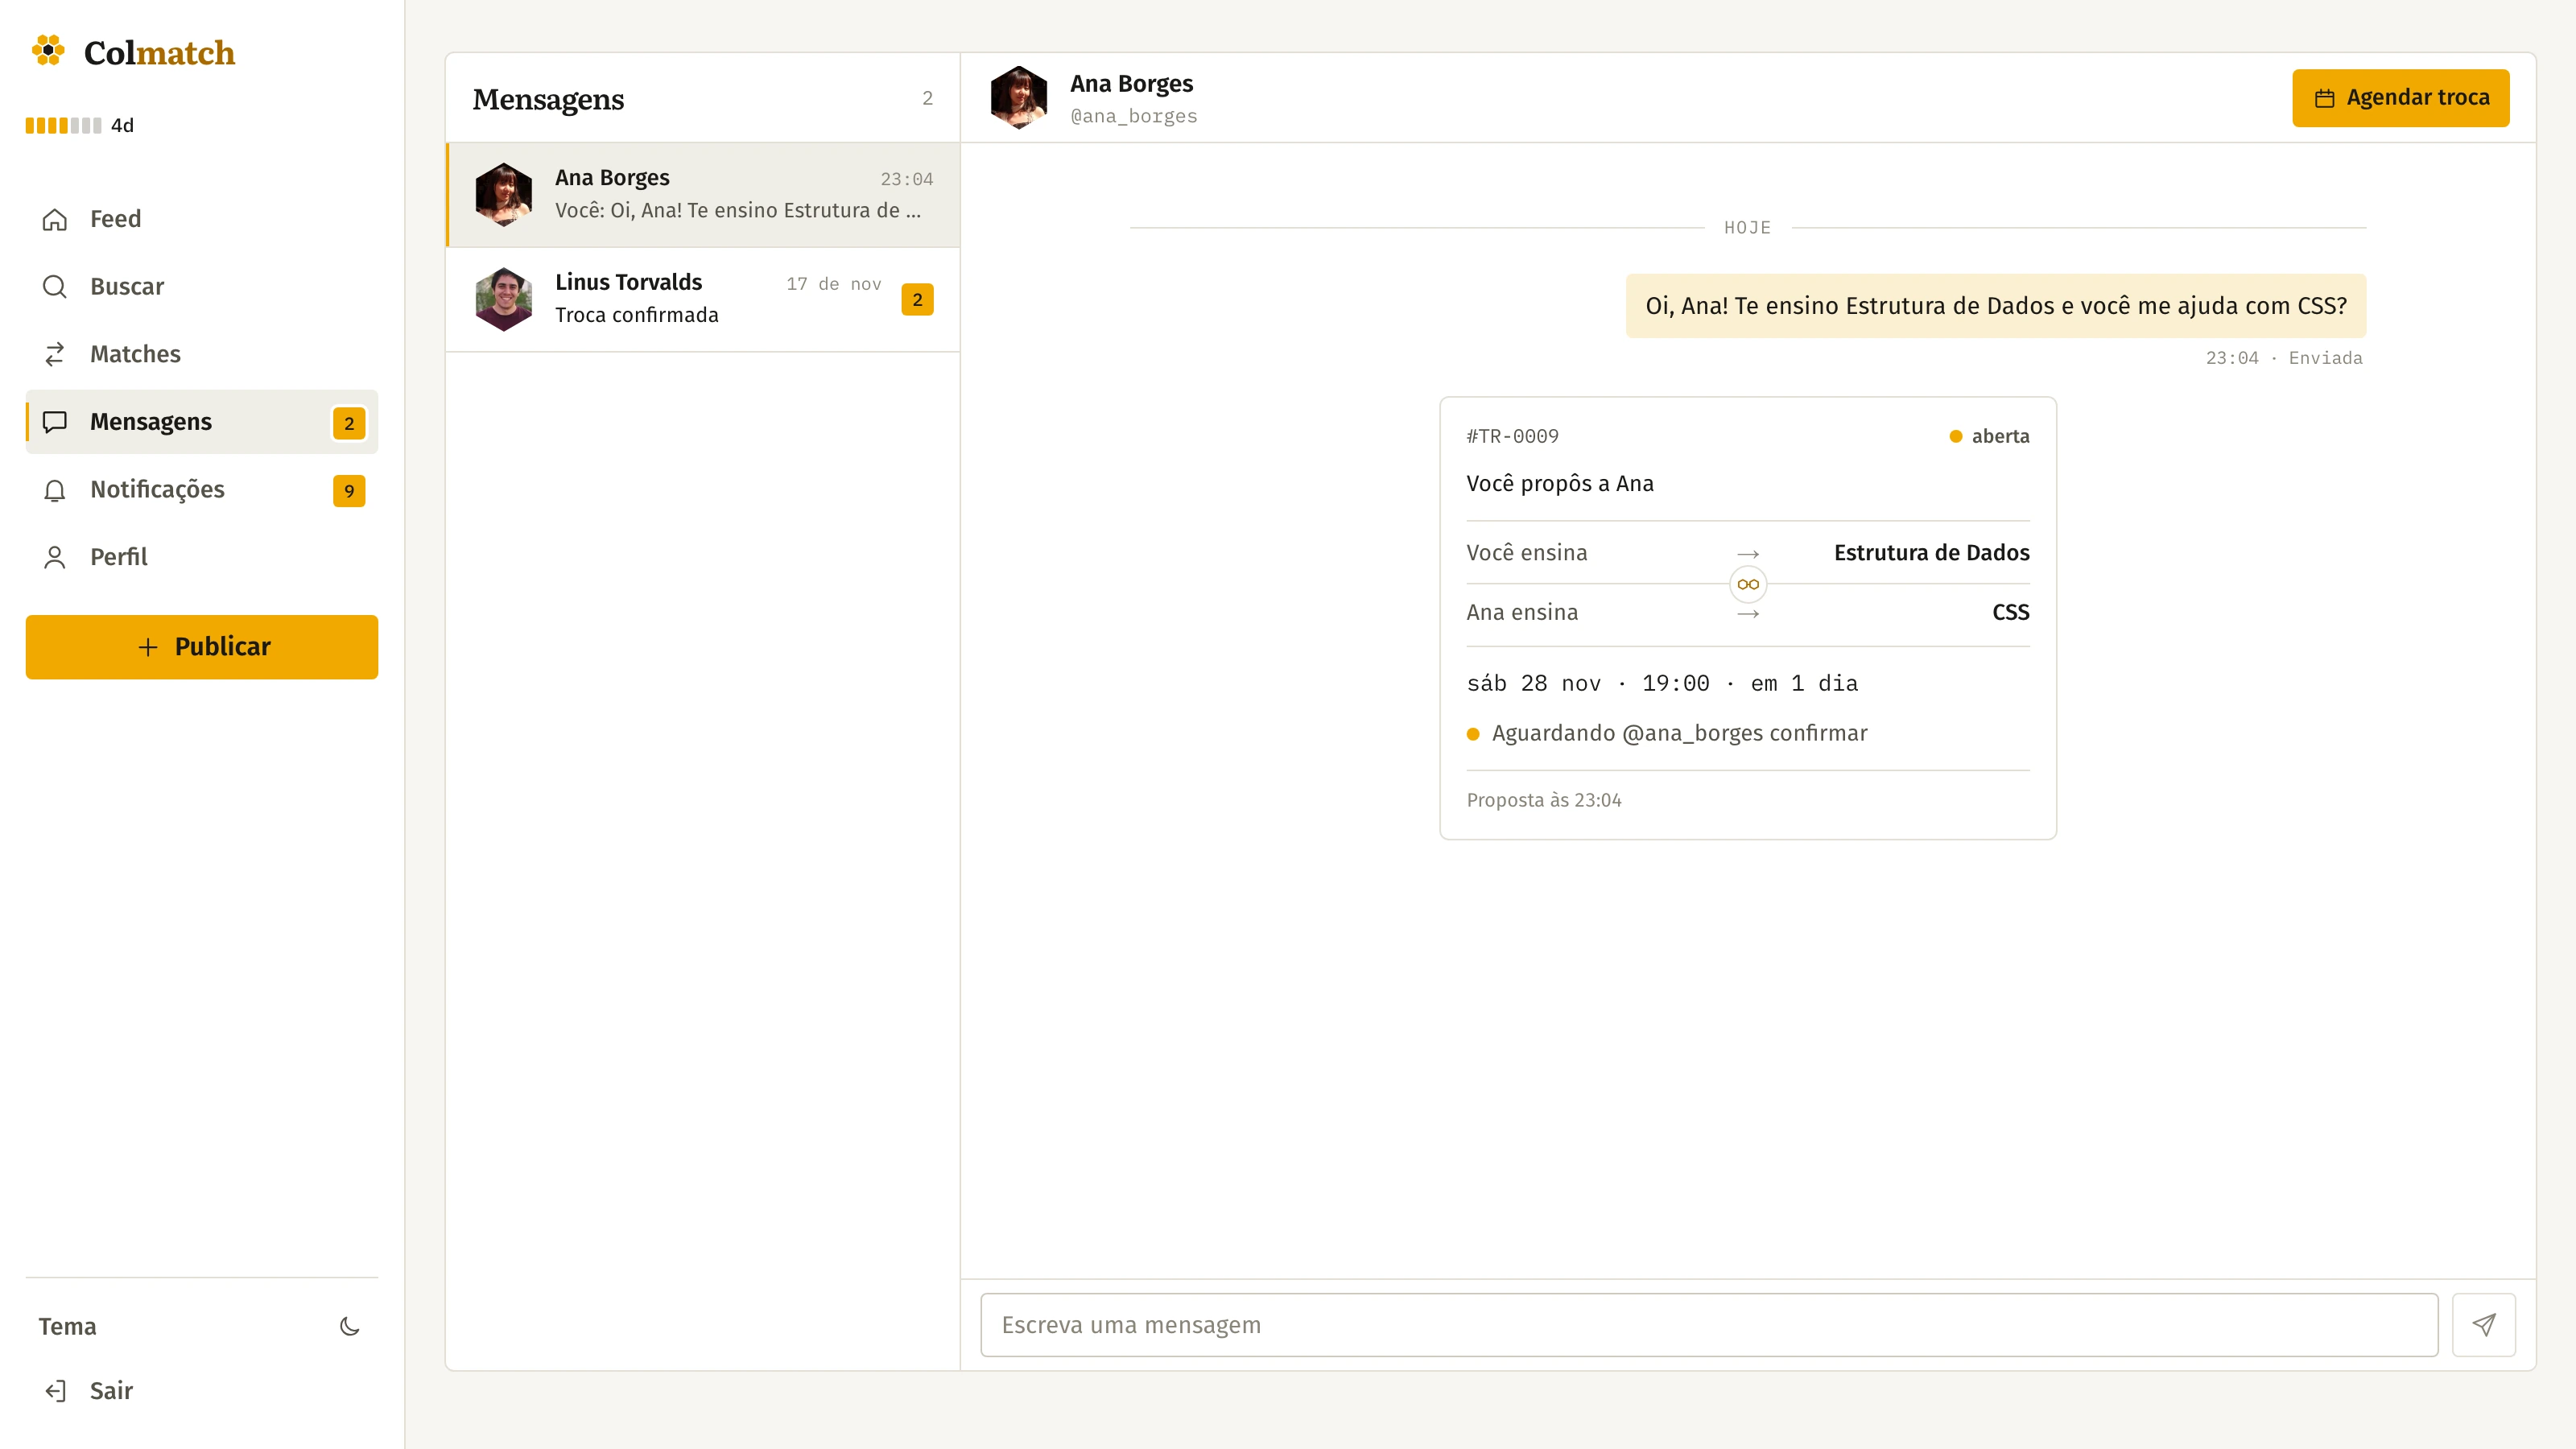 Colmatch
4d
Feed
Buscar
Matches
Mensagens 2
Notificações 9
Perfil
Publicar
Tema
Sair
Mensagens 2
Ana Borges 23:04
Você: Oi, Ana! Te ensino Estrutura de ...
Linus Torvalds 17 de nov 2
Troca confirmada
Ana Borges
@ana_borges
Agendar troca
HOJE
Oi, Ana! Te ensino Estrutura de Dados e você me ajuda com CSS?
23:04 · Enviada
#TR-0009 aberta
Você propôs a Ana
Você ensina → Estrutura de Dados
Ana ensina → CSS
sáb 28 nov · 19:00 · em 1 dia
Aguardando @ana_borges confirmar
Proposta às 23:04
Escreva uma mensagem